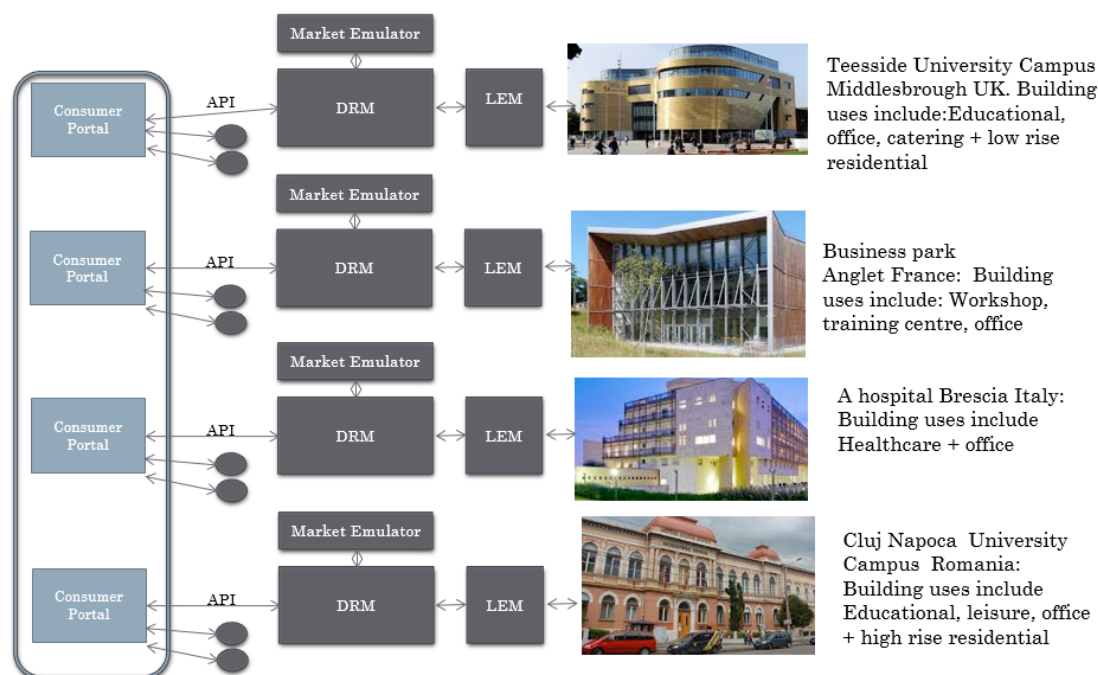 Market Emulator
Consumer
Portal
API
DRM
LEM
Teesside University Campus
Middlesbrough UK. Building
uses include:Educational,
office, catering + low rise
residential
Market Emulator
Consumer
Portal
API
DRM
LEM
Business park
Anglet France:  Building
uses include: Workshop,
training centre, office
Market Emulator
Consumer
Portal
API
DRM
LEM
A hospital Brescia Italy:
Building uses include
Healthcare + office
Market Emulator
Consumer
Portal
API
DRM
LEM
Cluj Napoca  University
Campus  Romania:
Building uses include
Educational, leisure, office
+ high rise residential